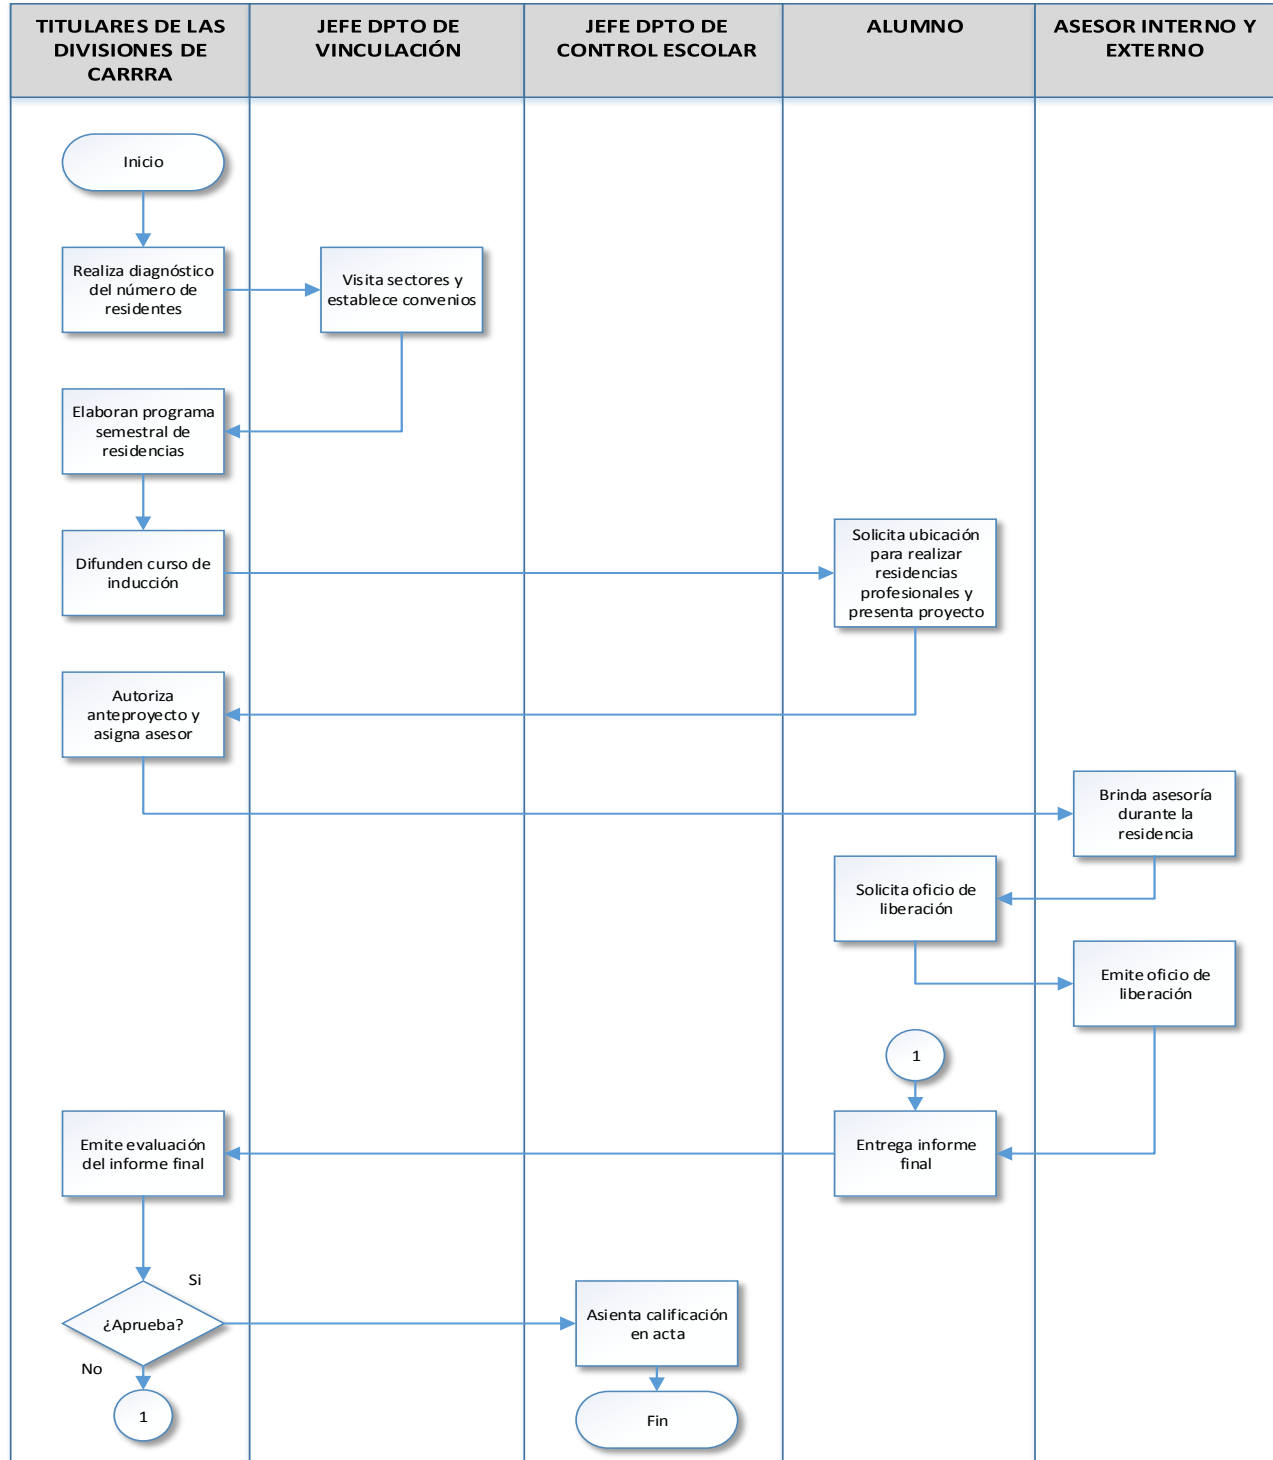 TITULARES DE LAS
DIVISIONES DE
CARRRA
JEFE DPTO DE
VINCULACIÓN
JEFE DPTO DE
CONTROL ESCOLAR
ALUMNO
ASESOR INTERNO Y
EXTERNO
Inicio
Realiza diagnóstico
del número de
residentes
Visita sectores y
establece convenios
Elaboran programa
semestral de
residencias
Difunden curso de
inducción
Solicita ubicación
para realizar
residencias
profesionales y
presenta proyecto
Autoriza
anteproyecto y
asigna asesor
Brinda asesoría
durante la
residencia
Solicita oficio de
liberación
Emite oficio de
liberación
1
Emite evaluación
del informe final
Entrega informe
final
Si
¿Aprueba?
No
1
Asienta calificación
en acta
Fin